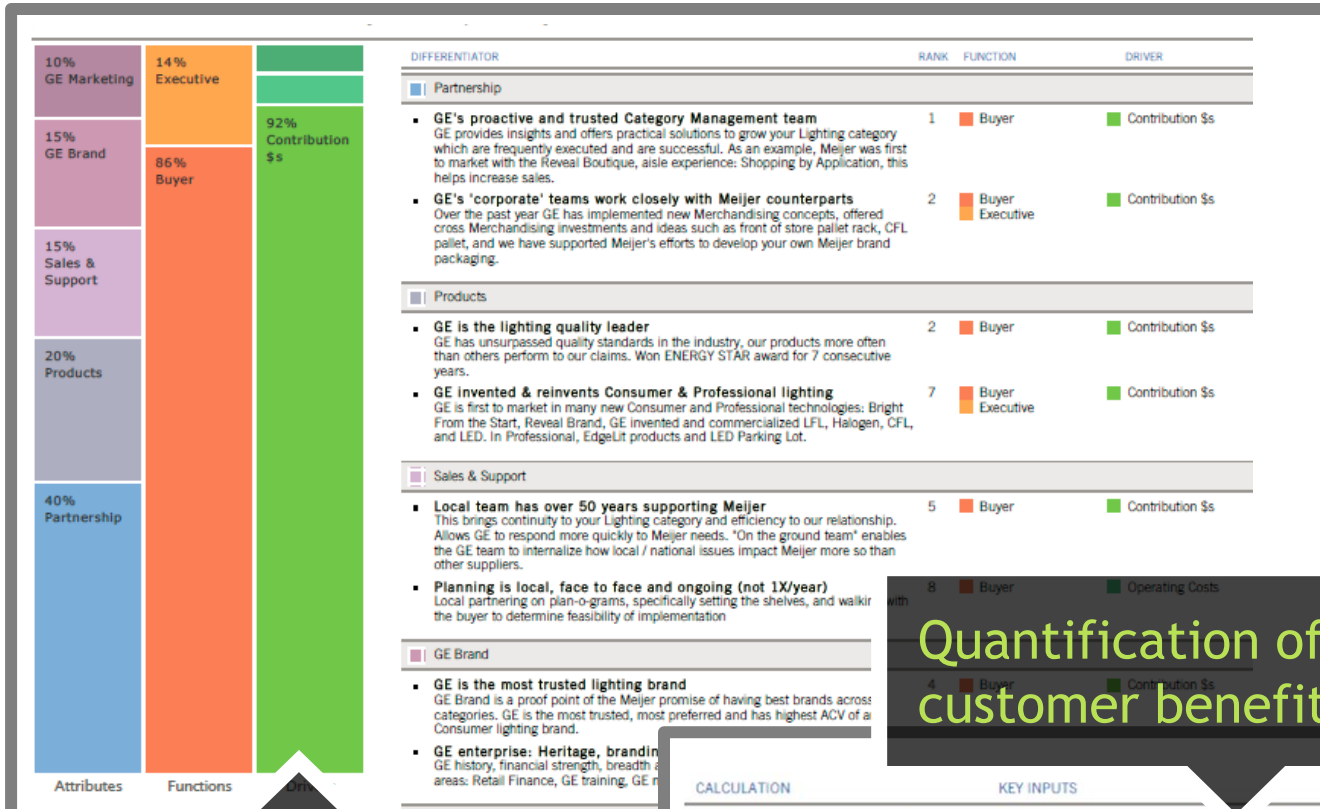 10%
GE Marketing
15%
GE Brand
15%
Sales &
Support
20%
Products
40%
Partnership
Attributes
14%
Executive
86%
Buyer
Functions
92%
Contribution
$s
DIFFERENTIATOR RANK FUNCTION DRIVER
Partnership
GE's proactive and trusted Category Management team 1 Buyer Contribution $s
GE provides insights and offers practical solutions to grow your Lighting category
which are frequently executed and are successful. As an example, Meijer was first
to market with the Reveal Boutique, aisle experience: Shopping by Application, this
helps increase sales.
GE's 'corporate' teams work closely with Meijer counterparts 2 Buyer Contribution $s
Over the past year GE has implemented new Merchandising concepts, offered Executive
cross Merchandising investments and ideas such as front of store pallet rack, CFL
pallet, and we have supported Meijer's efforts to develop your own Meijer brand
packaging.
Products
GE is the lighting quality leader 2 Buyer Contribution $s
GE has unsurpassed quality standards in the industry, our products more often
than others perform to our claims. Won ENERGY STAR award for 7 consecutive
years.
GE invented & reinvents Consumer & Professional lighting 7 Buyer Contribution $s
GE is first to market in many new Consumer and Professional technologies: Bright Executive
From the Start, Reveal Brand, GE invented and commercialized LFL, Halogen, CFL,
and LED. In Professional, EdgeLit products and LED Parking Lot.
Sales & Support
Local team has over 50 years supporting Meijer 5 Buyer Contribution $s
This brings continuity to your Lighting category and efficiency to our relationship.
Allows GE to respond more quickly to Meijer needs. "On the ground team" enables
the GE team to internalize how local / national issues impact Meijer more so than
other suppliers.
Planning is local, face to face and ongoing (not 1X/year) 8 Buyer Operating Costs
Local partnering on plan-o-grams, specifically setting the shelves, and with
the buyer to determine feasibility of implementation
GE Brand
GE is the most trusted lighting brand 4 Buyer Contribution $s
GE Brand is a proof point of the Meijer promise of having best brands across
categories. GE is the most trusted, most preferred and has highest ACV of
Consumer lighting brand.
GE enterprise: Heritage,
GE history, financial strength, breadth
areas: Retail Finance, GE training, GE
Quantification of
customer benefit
CALCULATION KEY INPUTS